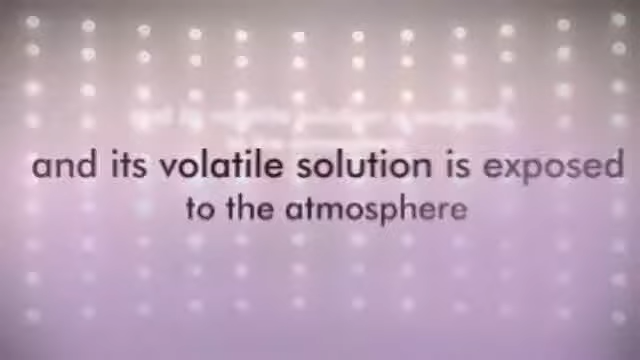 and its volatile solution is exposed
to the atmosphere